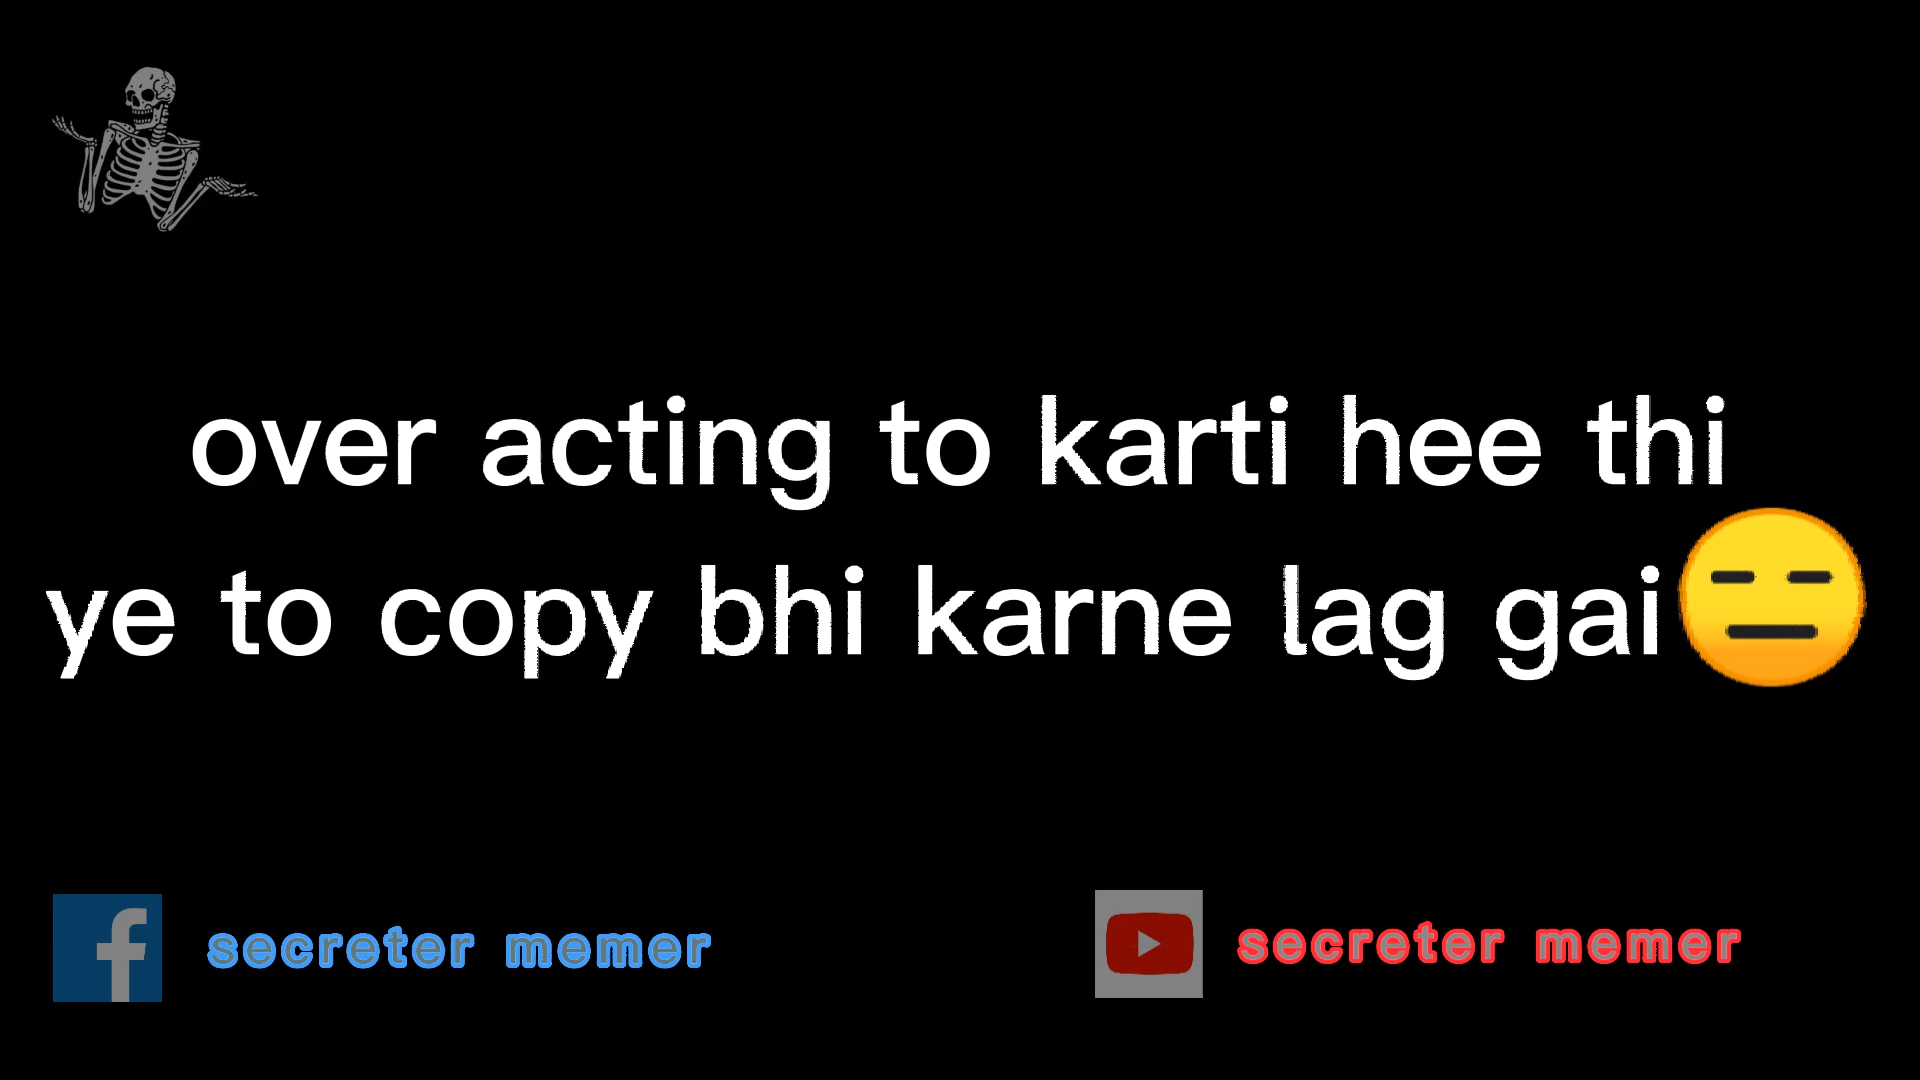 over acting to karti hee thi
ye to copy bhi karne lag gai😑
secreter memer
secreter memer